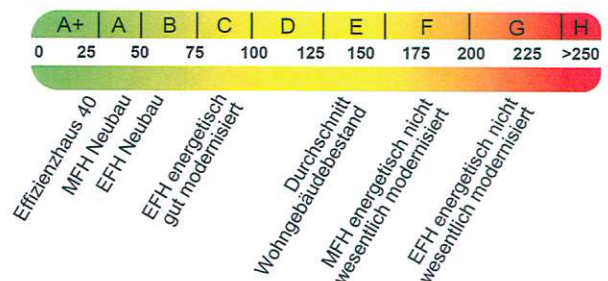 A+ A B C D E F G H
0 25 50 75 100 125 150 175 200 225 >250
Effizienzhaus 40
MFH Neubau
EFH Neubau
EFH energetisch
gut modernisiert
Durchschnitt
Wohngebäudebestand
MFH energetisch nicht
wesentlich modernisiert
EFH energetisch nicht
wesentlich modernisiert